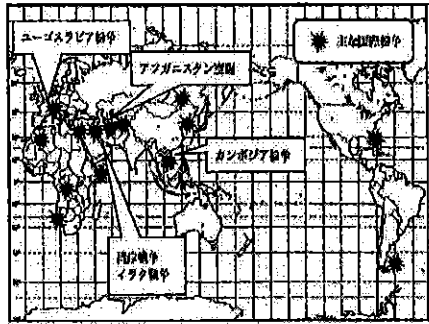 ユーゴスラビア紛争
アフガニスタン空爆
主な国際紛争
カンボジア紛争
湾岸戦争
イラク戦争